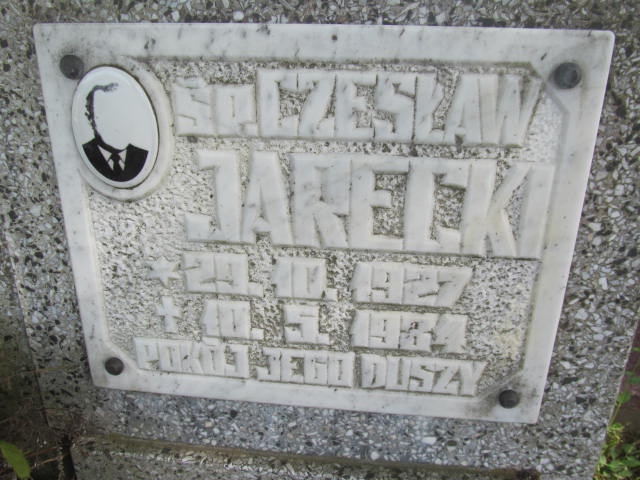 ŚP. CZESŁAW
JARECKI
* 29. 10. 1927
† 10. 5. 1984
POKÓJ JEGO DUSZY